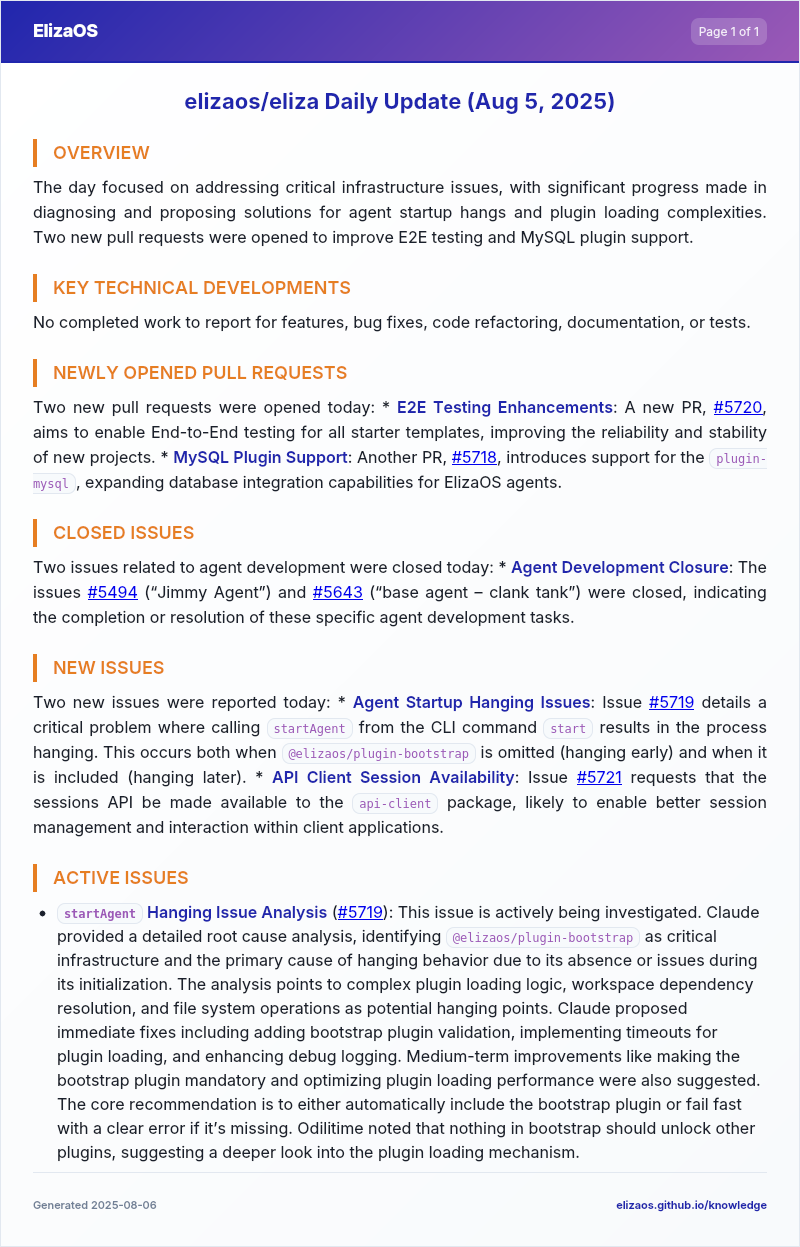 ElizaOS
Page 1 of 1
elizaos/eliza Daily Update (Aug 5, 2025)
OVERVIEW
The day focused on addressing critical infrastructure issues, with significant progress made in
diagnosing and proposing solutions for agent startup hangs and plugin loading complexities.
Two new pull requests were opened to improve E2E testing and MySQL plugin support.
KEY TECHNICAL DEVELOPMENTS
No completed work to report for features, bug fixes, code refactoring, documentation, or tests.
NEWLY OPENED PULL REQUESTS
Two new pull requests were opened today: * E2E Testing Enhancements: A new PR, #5720,
aims to enable End-to-End testing for all starter templates, improving the reliability and stability
of new projects. * MySQL Plugin Support: Another PR, #5718, introduces support for the plugin-
mysql, expanding database integration capabilities for ElizaOS agents.
CLOSED ISSUES
Two issues related to agent development were closed today: * Agent Development Closure: The
issues #5494 (“Jimmy Agent”) and #5643 (“base agent – clank tank”) were closed, indicating
the completion or resolution of these specific agent development tasks.
NEW ISSUES
Two new issues were reported today: * Agent Startup Hanging Issues: Issue #5719 details a
critical problem where calling startAgent from the CLI command start results in the process
hanging. This occurs both when @elizaos/plugin-bootstrap is omitted (hanging early) and when it
is included (hanging later). * API Client Session Availability: Issue #5721 requests that the
sessions API be made available to the api-client package, likely to enable better session
management and interaction within client applications.
ACTIVE ISSUES
• startAgent Hanging Issue Analysis (#5719): This issue is actively being investigated. Claude
provided a detailed root cause analysis, identifying @elizaos/plugin-bootstrap as critical
infrastructure and the primary cause of hanging behavior due to its absence or issues during
its initialization. The analysis points to complex plugin loading logic, workspace dependency
resolution, and file system operations as potential hanging points. Claude proposed
immediate fixes including adding bootstrap plugin validation, implementing timeouts for
plugin loading, and enhancing debug logging. Medium-term improvements like making the
bootstrap plugin mandatory and optimizing plugin loading performance were also suggested.
The core recommendation is to either automatically include the bootstrap plugin or fail fast
with a clear error if it’s missing. Odilitime noted that nothing in bootstrap should unlock other
plugins, suggesting a deeper look into the plugin loading mechanism.
Generated 2025-08-06
elizaos.github.io/knowledge